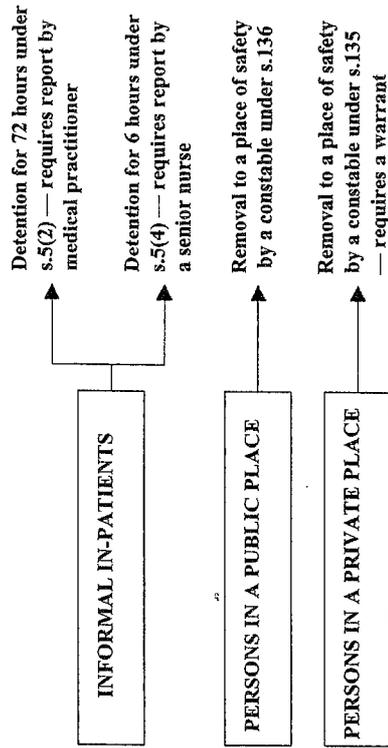 INFORMAL IN-PATIENTS
Detention for 72 hours under
s.5(2) — requires report by
medical practitioner
Detention for 6 hours under
s.5(4) — requires report by
a senior nurse
PERSONS IN A PUBLIC PLACE
Removal to a place of safety
by a constable under s.136
PERSONS IN A PRIVATE PLACE
Removal to a place of safety
by a constable under s.135
— requires a warrant